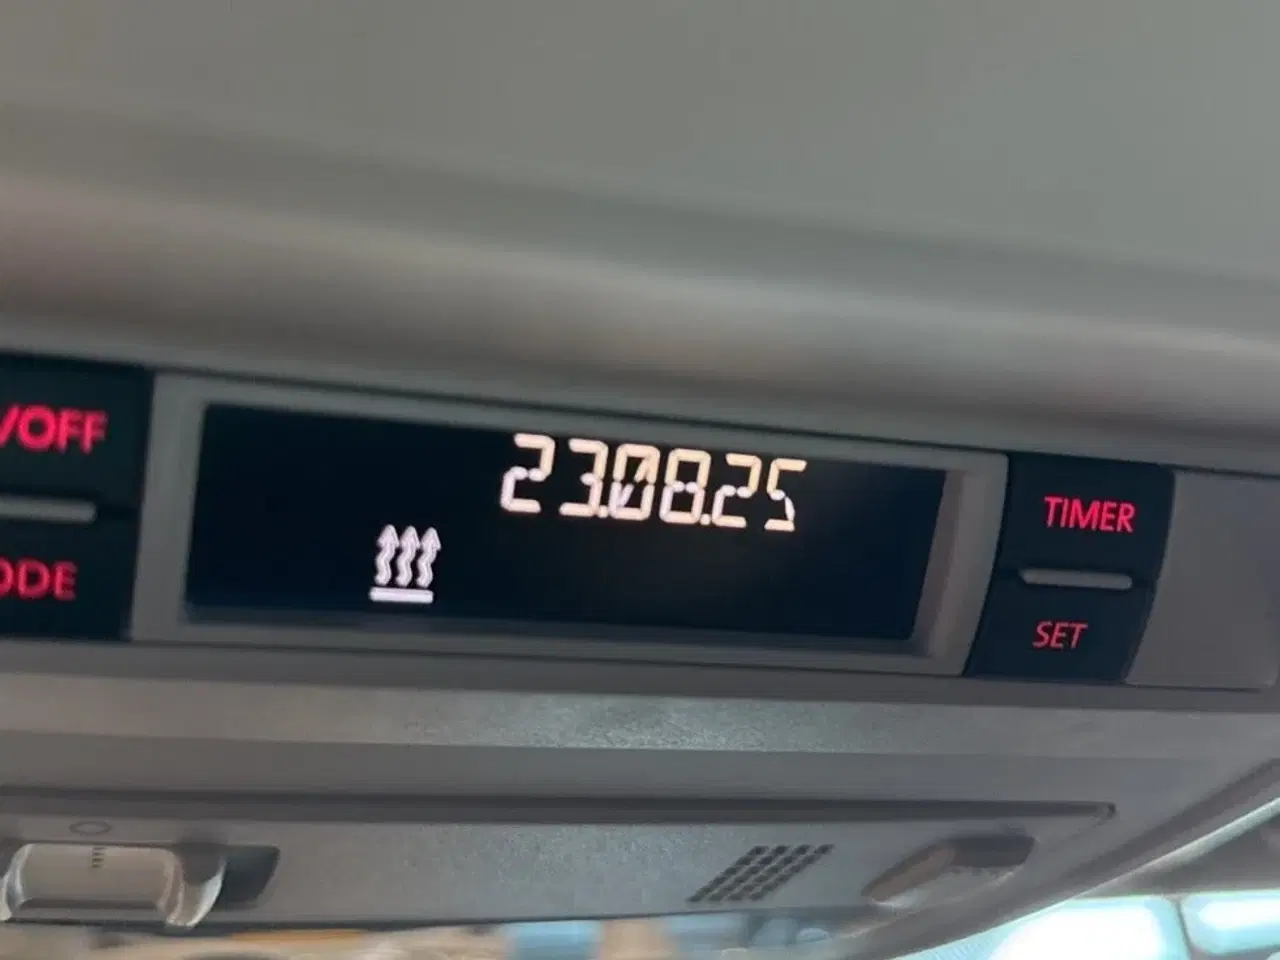 /OFF
23.08.25
TIMER
ODE
SET